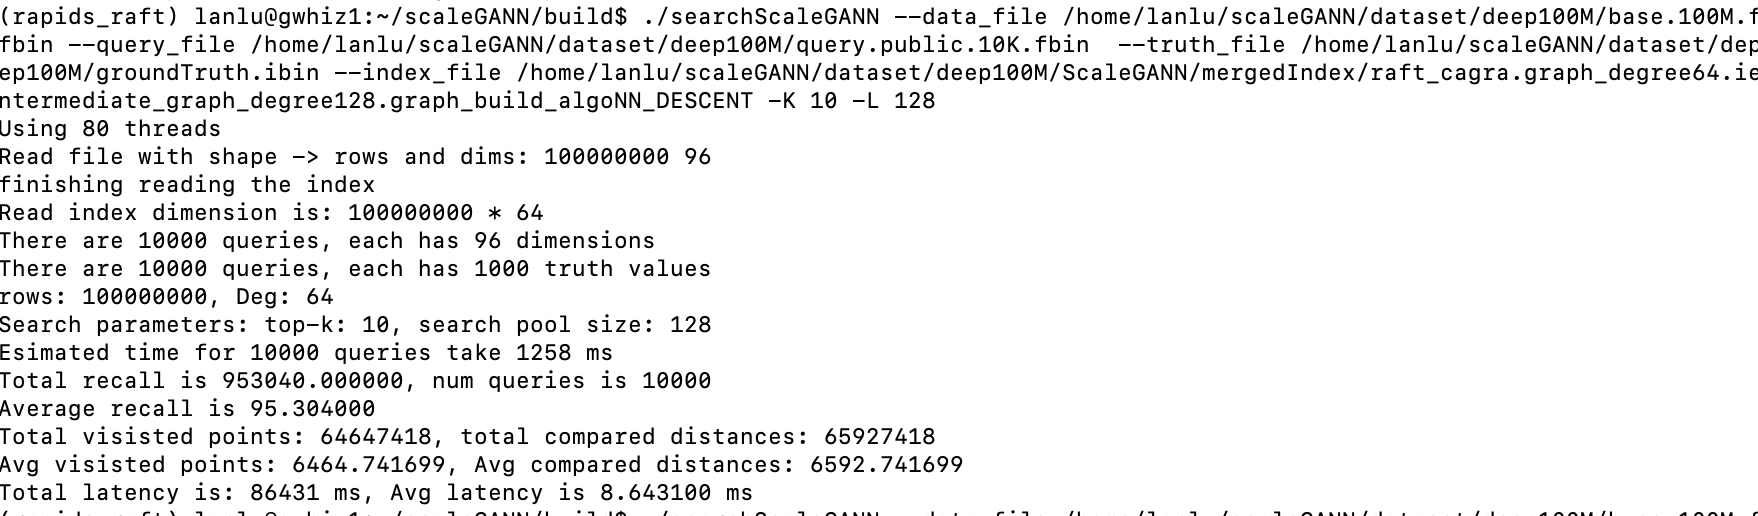 (rapids_raft) lanlu@gwhiz1:~/scaleGANN/build$ ./searchScaleGANN --data_file /home/lanlu/scaleGANN/dataset/deep100M/base.100M.f
fbin --query_file /home/lanlu/scaleGANN/dataset/deep100M/query.public.10K.fbin  --truth_file /home/lanlu/scaleGANN/dataset/dep
ep100M/groundTruth.ibin --index_file /home/lanlu/scaleGANN/dataset/deep100M/ScaleGANN/mergedIndex/raft_cagra.graph_degree64.ie
ntermediate_graph_degree128.graph_build_algoNN_DESCENT -K 10 -L 128
Using 80 threads
Read file with shape -> rows and dims: 100000000 96
finishing reading the index
Read index dimension is: 100000000 * 64
There are 10000 queries, each has 96 dimensions
There are 10000 queries, each has 1000 truth values
rows: 100000000, Deg: 64
Search parameters: top-k: 10, search pool size: 128
Esimated time for 10000 queries take 1258 ms
Total recall is 953040.000000, num queries is 10000
Average recall is 95.304000
Total visisted points: 64647418, total compared distances: 65927418
Avg visisted points: 6464.741699, Avg compared distances: 6592.741699
Total latency is: 86431 ms, Avg latency is 8.643100 ms